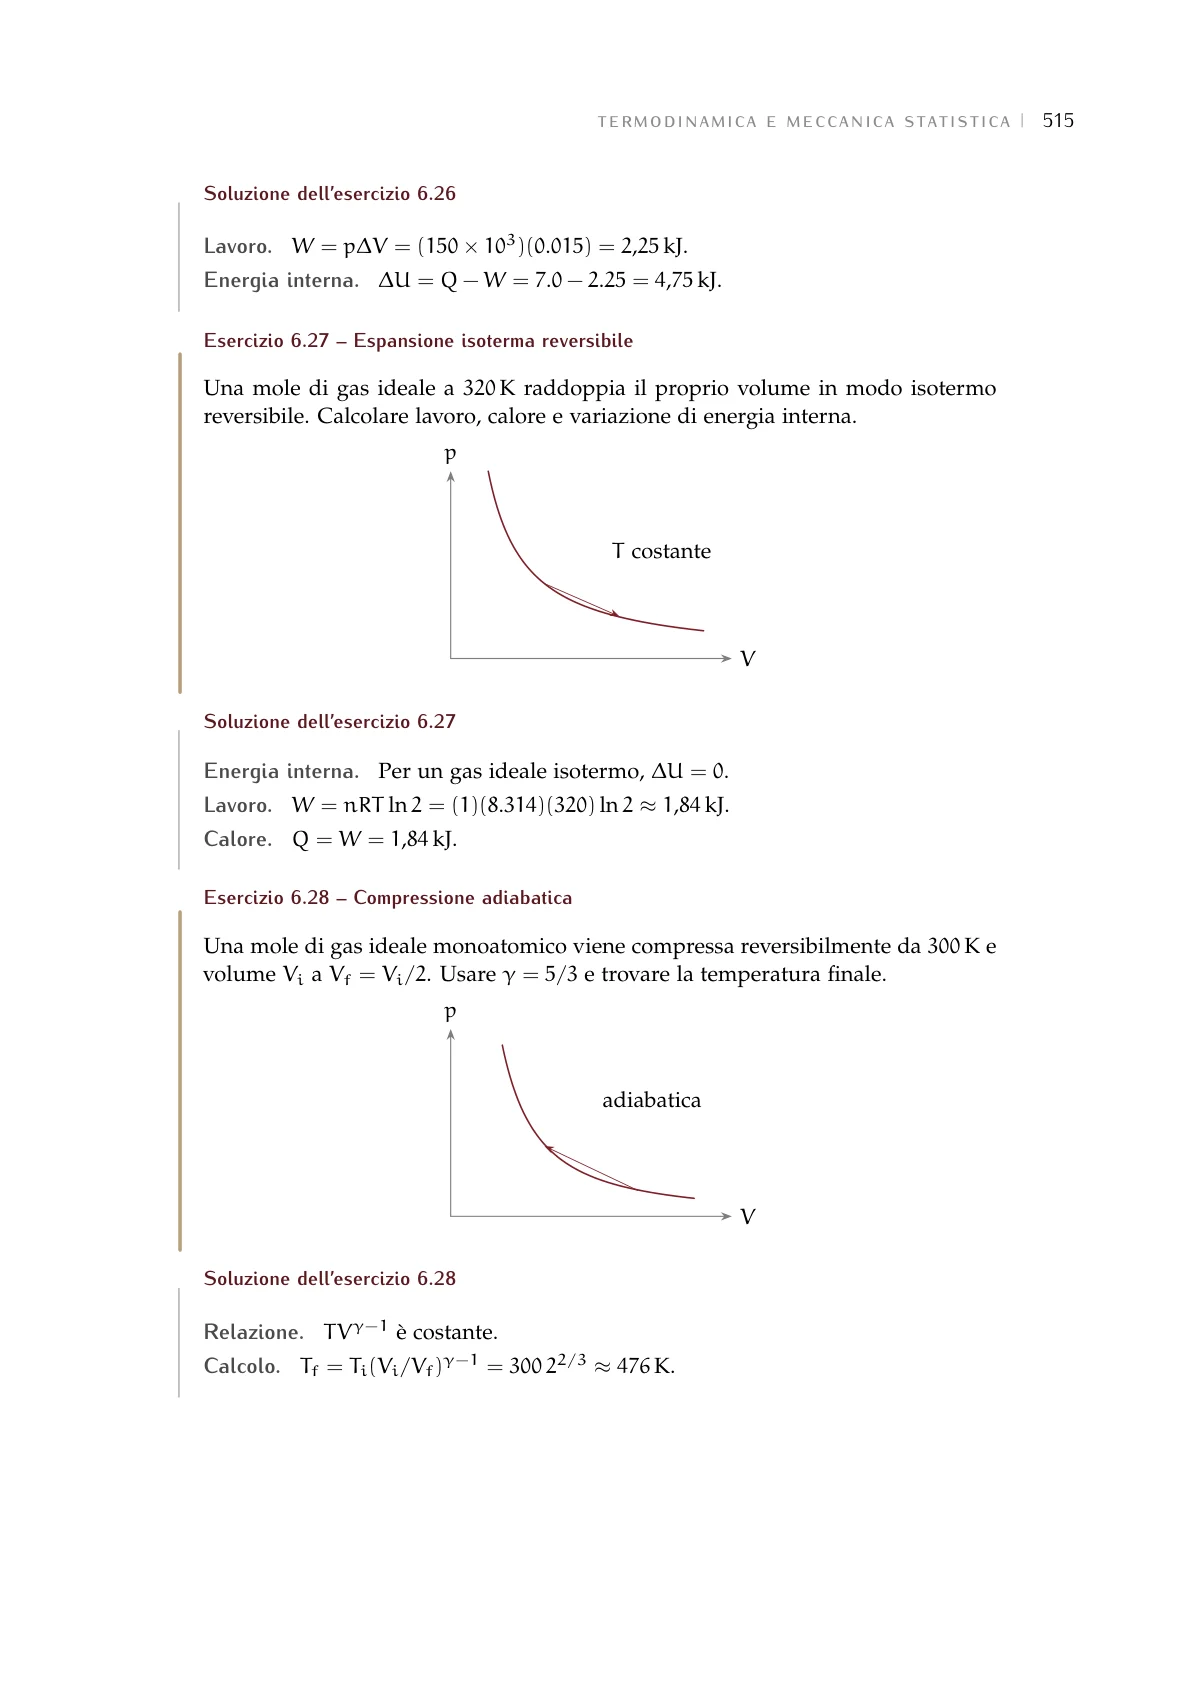 TERMODINAMICA E MECCANICA STATISTICA | 515
Soluzione dell'esercizio 6.26
Lavoro. W = pΔV = (150 × 10³)(0.015) = 2,25 kJ.
Energia interna. ΔU = Q − W = 7.0 − 2.25 = 4,75 kJ.
Esercizio 6.27 – Espansione isoterma reversibile
Una mole di gas ideale a 320 K raddoppia il proprio volume in modo isotermo
reversibile. Calcolare lavoro, calore e variazione di energia interna.
p
T costante
V
Soluzione dell'esercizio 6.27
Energia interna. Per un gas ideale isotermo, ΔU = 0.
Lavoro. W = nRT ln 2 = (1)(8.314)(320) ln 2 ≈ 1,84 kJ.
Calore. Q = W = 1,84 kJ.
Esercizio 6.28 – Compressione adiabatica
Una mole di gas ideale monoatomico viene compressa reversibilmente da 300 K e
volume Vᵢ a V_f = Vᵢ/2. Usare γ = 5/3 e trovare la temperatura finale.
p
adiabatica
V
Soluzione dell'esercizio 6.28
Relazione. TV^{γ−1} è costante.
Calcolo. T_f = Tᵢ(Vᵢ/V_f)^{γ−1} = 300 2^{2/3} ≈ 476 K.